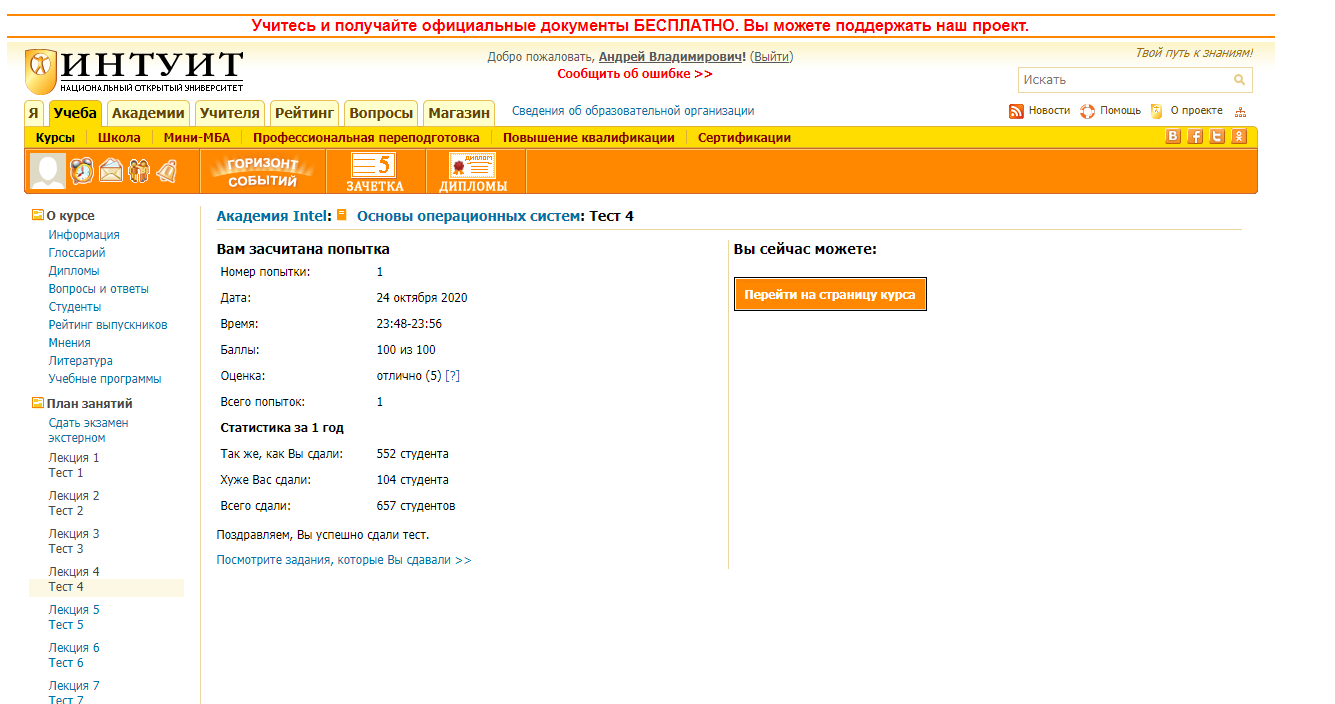 Учитесь и получайте официальные документы БЕСПЛАТНО. Вы можете поддержать наш проект.
ИНТУИТ
НАЦИОНАЛЬНЫЙ ОТКРЫТЫЙ УНИВЕРСИТЕТ
Добро пожаловать, Андрей Владимирович! (Выйти)
Сообщить об ошибке >>
Твой путь к знаниям!
Искать
Я Учеба Академии Учителя Рейтинг Вопросы Магазин Сведения об образовательной организации Новости Помощь О проекте
Курсы Школа Мини-МБА Профессиональная переподготовка Повышение квалификации Сертификации
ГОРИЗОНТ СОБЫТИЙ
5
ЗАЧЕТКА
ДИПЛОМ
ДИПЛОМЫ
О курсе
Информация
Глоссарий
Дипломы
Вопросы и ответы
Студенты
Рейтинг выпускников
Мнения
Литература
Учебные программы
План занятий
Сдать экзамен
экстерном
Лекция 1
Тест 1
Лекция 2
Тест 2
Лекция 3
Тест 3
Лекция 4
Тест 4
Лекция 5
Тест 5
Лекция 6
Тест 6
Лекция 7
Тест 7
Академия Intel: Основы операционных систем: Тест 4
Вам засчитана попытка
Номер попытки: 1
Дата: 24 октября 2020
Время: 23:48-23:56
Баллы: 100 из 100
Оценка: отлично (5) [?]
Всего попыток: 1
Статистика за 1 год
Так же, как Вы сдали: 552 студента
Хуже Вас сдали: 104 студента
Всего сдали: 657 студентов
Поздравляем, Вы успешно сдали тест.
Посмотрите задания, которые Вы сдавали >>
Вы сейчас можете:
Перейти на страницу курса